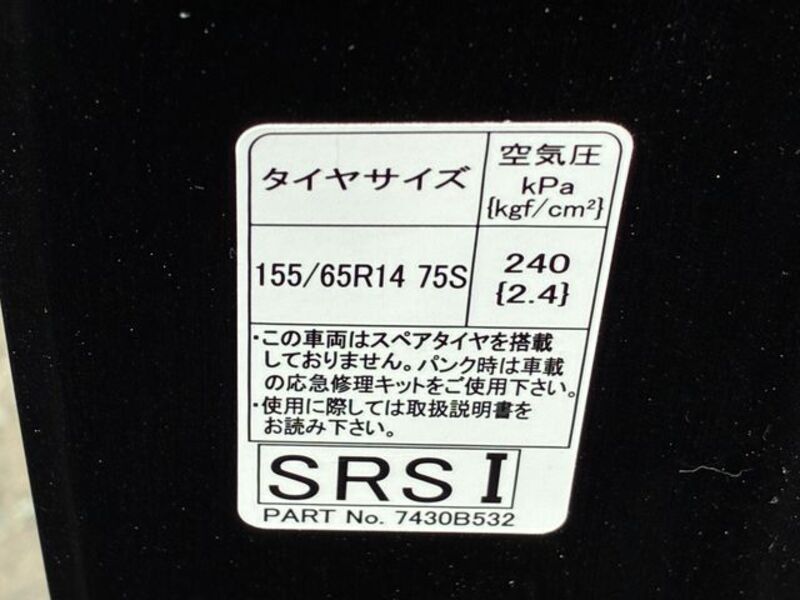 タイヤサイズ
空気圧
kPa
{kgf/cm²}
155/65R14 75S
240
{2.4}
・この車両はスペアタイヤを搭載
しておりません。パンク時は車載
の応急修理キットをご使用下さい。
・使用に際しては取扱説明書を
お読み下さい。
SRS I
PART No. 7430B532